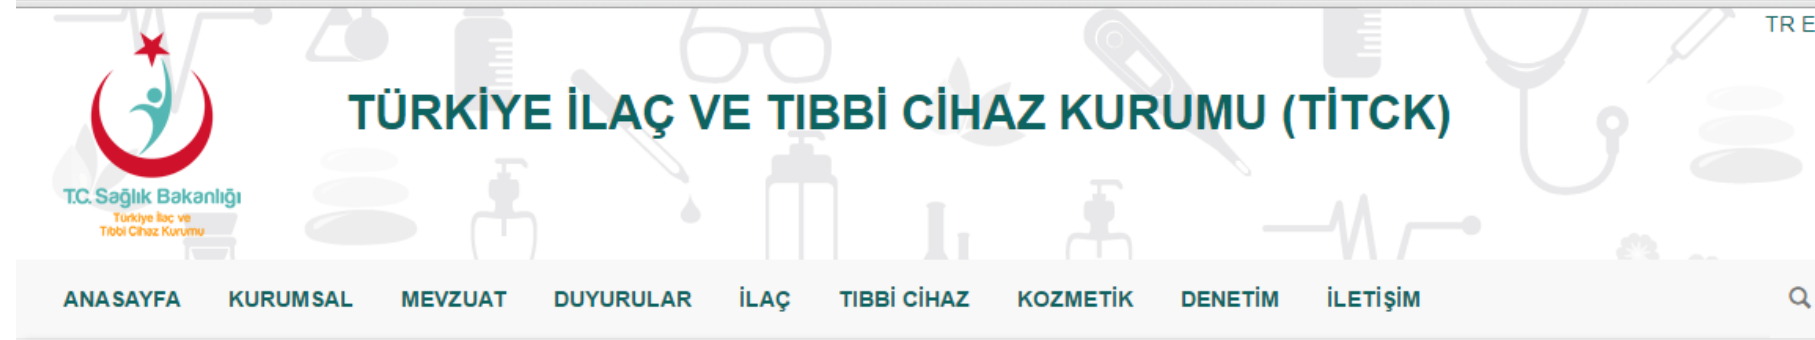 TR E
TÜRKİYE İLAÇ VE TIBBİ CİHAZ KURUMU (TİTCK)
T.C. Sağlık Bakanlığı
Türkiye İlaç ve
Tıbbi Cihaz Kurumu
ANASAYFA KURUMSAL MEVZUAT DUYURULAR İLAÇ TIBBİ CİHAZ KOZMETİK DENETİM İLETİŞİM